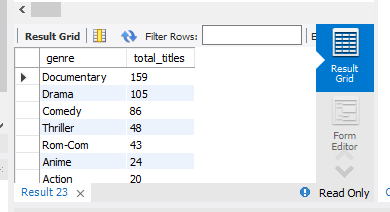 Result Grid Filter Rows:
genre total_titles
Documentary 159
Drama 105
Comedy 86
Thriller 48
Rom-Com 43
Anime 24
Action 20
Result
Grid
Form
Editor
Result 23 × Read Only